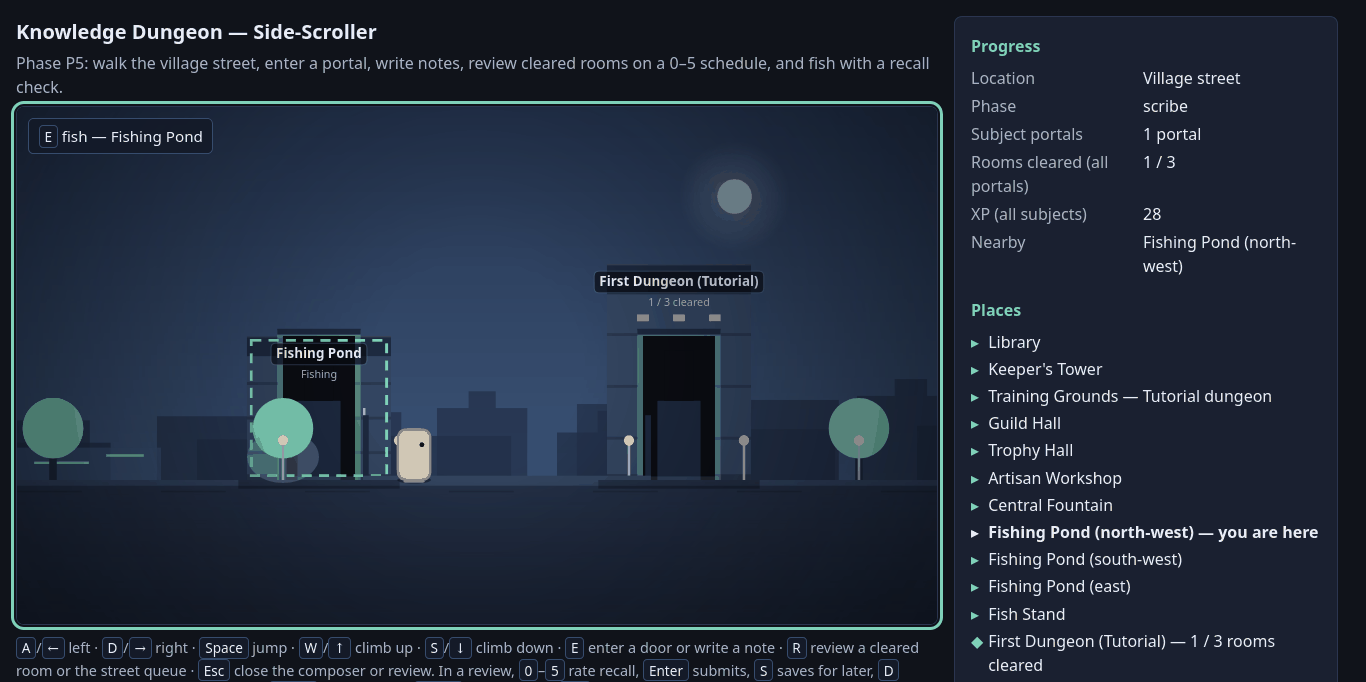 Knowledge Dungeon — Side-Scroller
Phase P5: walk the village street, enter a portal, write notes, review cleared rooms on a 0–5 schedule, and fish with a recall
check.
E fish — Fishing Pond
First Dungeon (Tutorial)
1 / 3 cleared
Fishing Pond
Fishing
A/← left · D/→ right · Space jump · W/↑ climb up · S/↓ climb down · E enter a door or write a note · R review a cleared
room or the street queue · Esc close the composer or review. In a review, 0–5 rate recall, Enter submits, S saves for later, D
Progress
Location Village street
Phase scribe
Subject portals 1 portal
Rooms cleared (all 1 / 3
portals)
XP (all subjects) 28
Nearby Fishing Pond (north-
west)
Places
▸ Library
▸ Keeper's Tower
▸ Training Grounds — Tutorial dungeon
▸ Guild Hall
▸ Trophy Hall
▸ Artisan Workshop
▸ Central Fountain
▸ Fishing Pond (north-west) — you are here
▸ Fishing Pond (south-west)
▸ Fishing Pond (east)
▸ Fish Stand
◆ First Dungeon (Tutorial) — 1 / 3 rooms
cleared